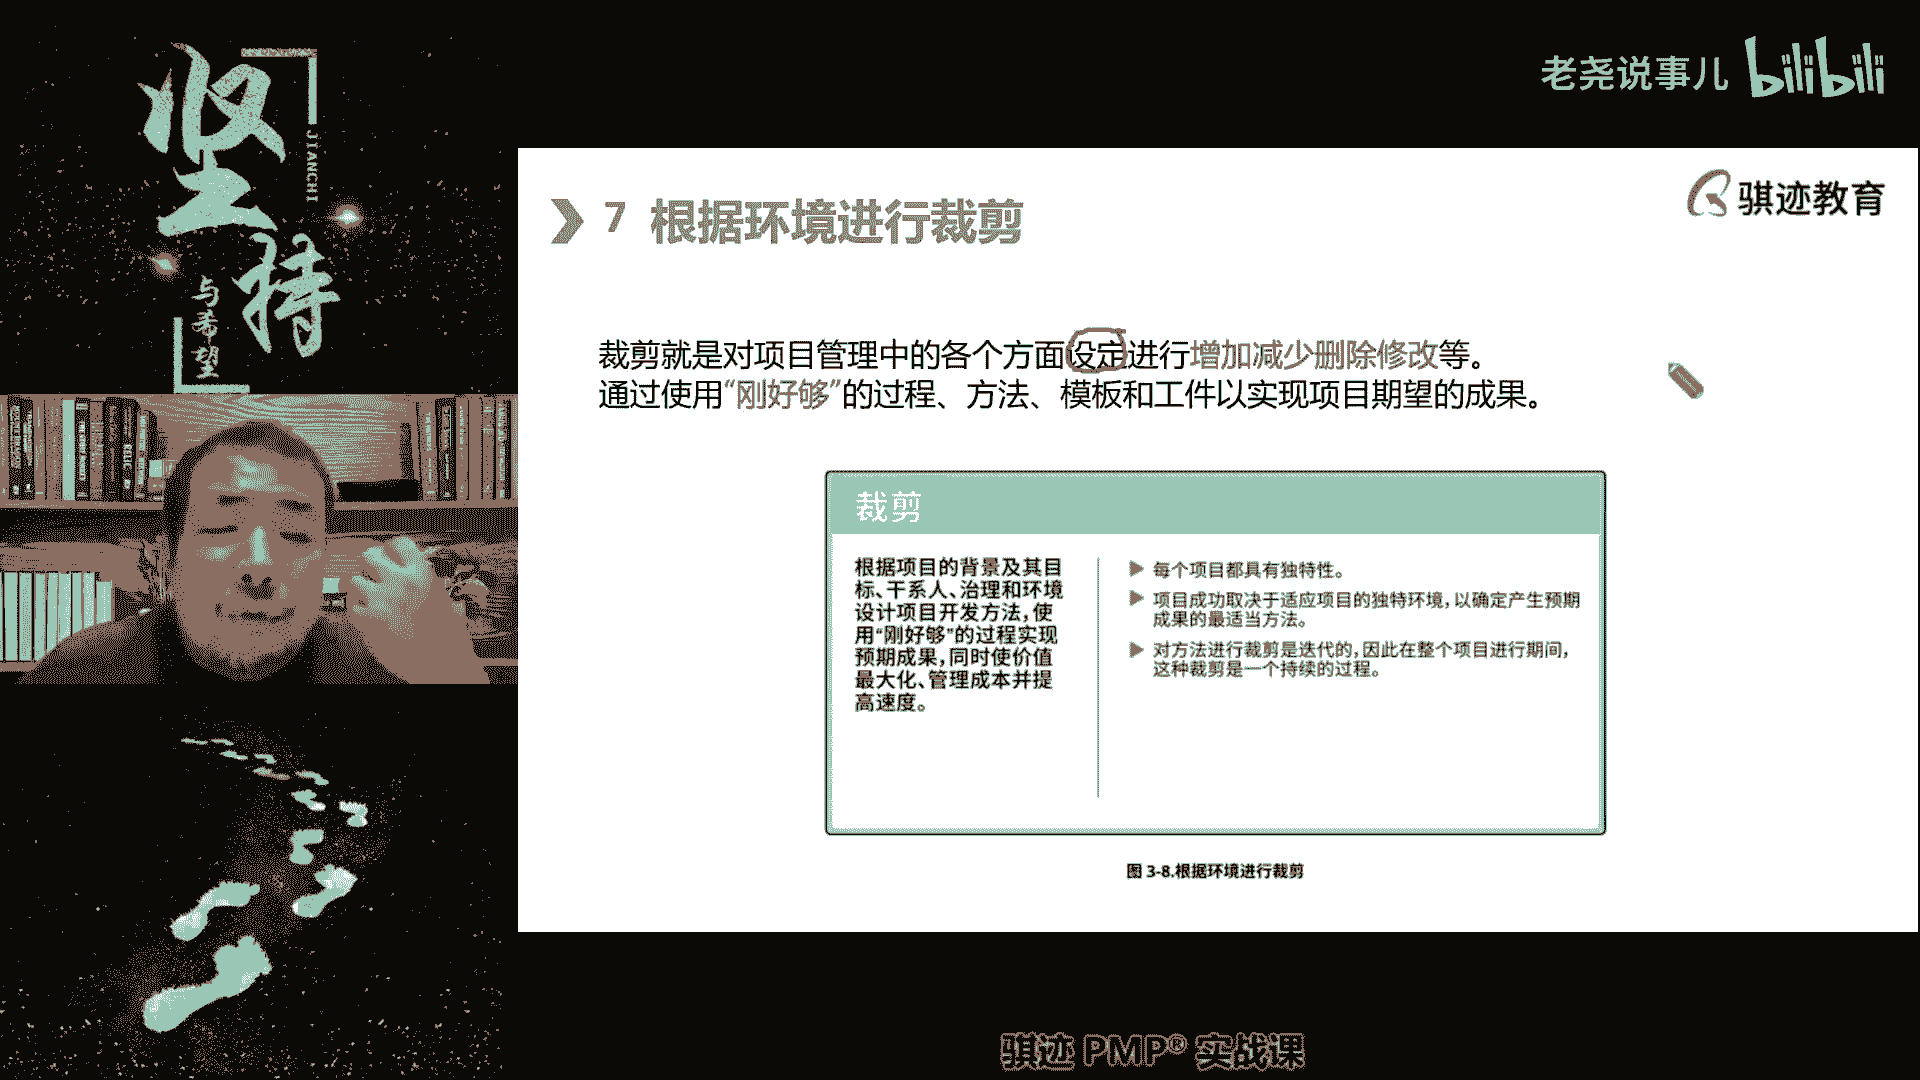 坚持
JIANCHI
与希望
老尧说事儿 bilibili
骐迹教育
7 根据环境进行裁剪
裁剪就是对项目管理中的各个方面设定进行增加减少删除修改等。
通过使用“刚好够”的过程、方法、模板和工件以实现项目期望的成果。
裁剪
根据项目的背景及其目
标、干系人、治理和环境
设计项目开发方法，使
用“刚好够”的过程实现
预期成果，同时使价值
最大化、管理成本并提
高速度。
每个项目都具有独特性。
项目成功取决于适应项目的独特环境，以确定产生预期
成果的最适当方法。
对方法进行裁剪是迭代的，因此在整个项目进行期间，
这种裁剪是一个持续的过程。
图 3-8.根据环境进行裁剪
骐迹 PMP® 实战课